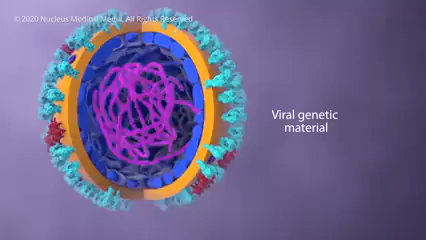 © 2020 Nucleus Medical Media, All Rights Reserved
Viral genetic
material